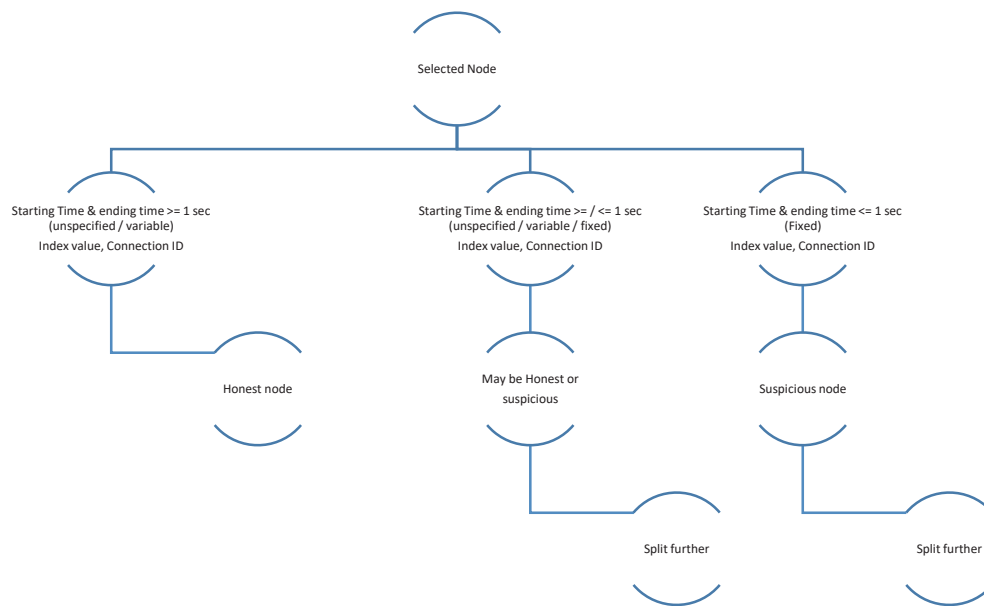 Selected Node
Starting Time & ending time >= 1 sec
(unspecified / variable)
Index value, Connection ID
Starting Time & ending time >= / <= 1 sec
(unspecified / variable / fixed)
Index value, Connection ID
Starting Time & ending time <= 1 sec
(Fixed)
Index value, Connection ID
Honest node
May be Honest or
suspicious
Suspicious node
Split further
Split further